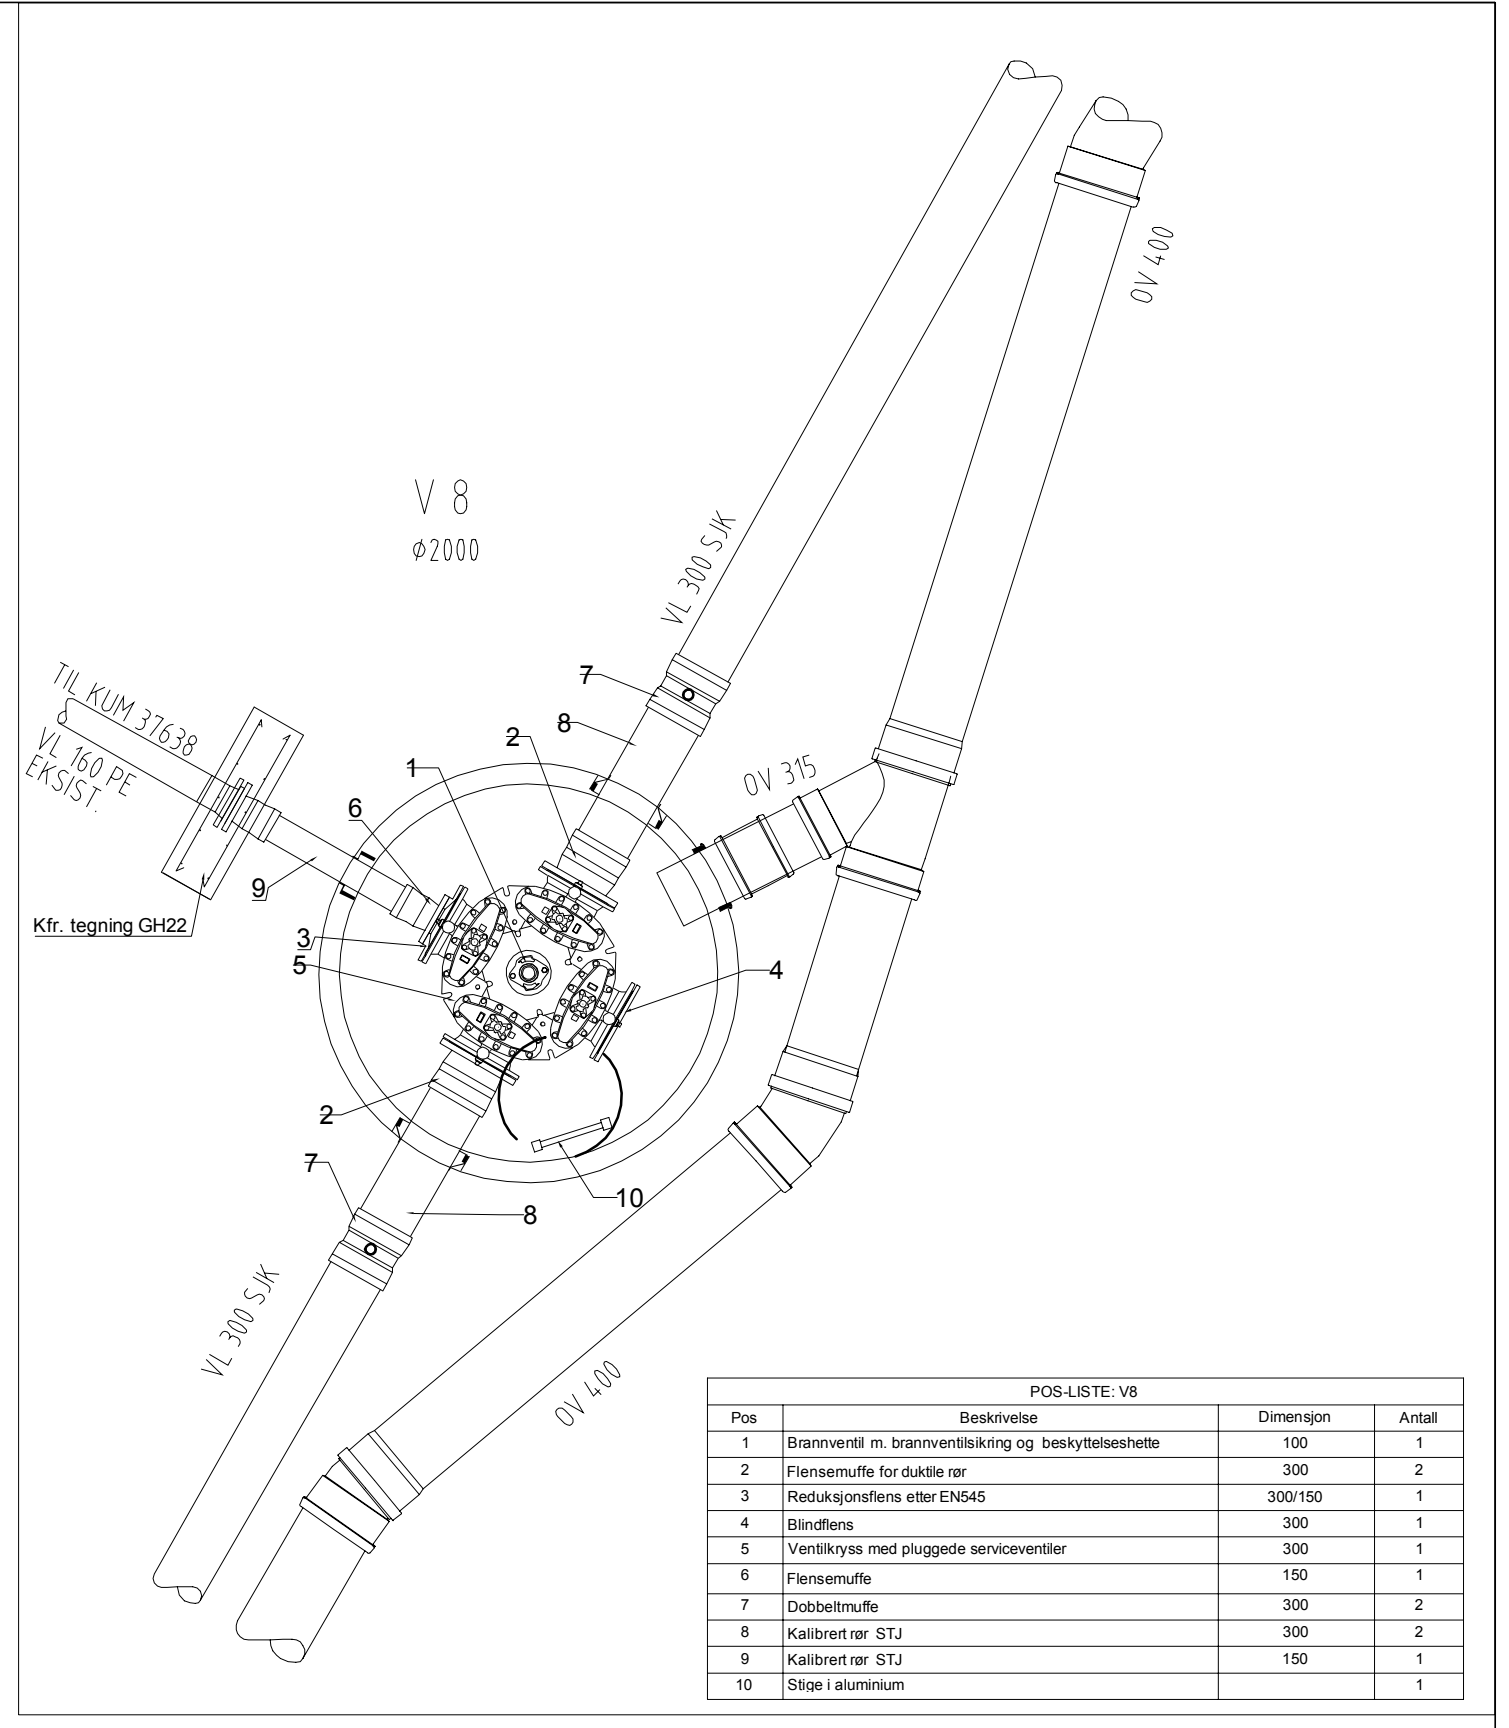 OV 400
V 8
Ø2000
VL 300 SJK
TIL KUM 37638
VL 160 PE
EKSIST.
7
8
2
1
OV 315
6
9
Kfr. tegning GH22
3
5
4
2
7
10
8
VL 300 SJK
OV 400
POS-LISTE: V8
Pos Beskrivelse Dimensjon Antall
1 Brannventil m. brannventilsikring og beskyttelseshette 100 1
2 Flensemuffe for duktile rør 300 2
3 Reduksjonsflens etter EN545 300/150 1
4 Blindflens 300 1
5 Ventilkryss med pluggede serviceventiler 300 1
6 Flensemuffe 150 1
7 Dobbeltmuffe 300 2
8 Kalibrert rør STJ 300 2
9 Kalibrert rør STJ 150 1
10 Stige i aluminium 1